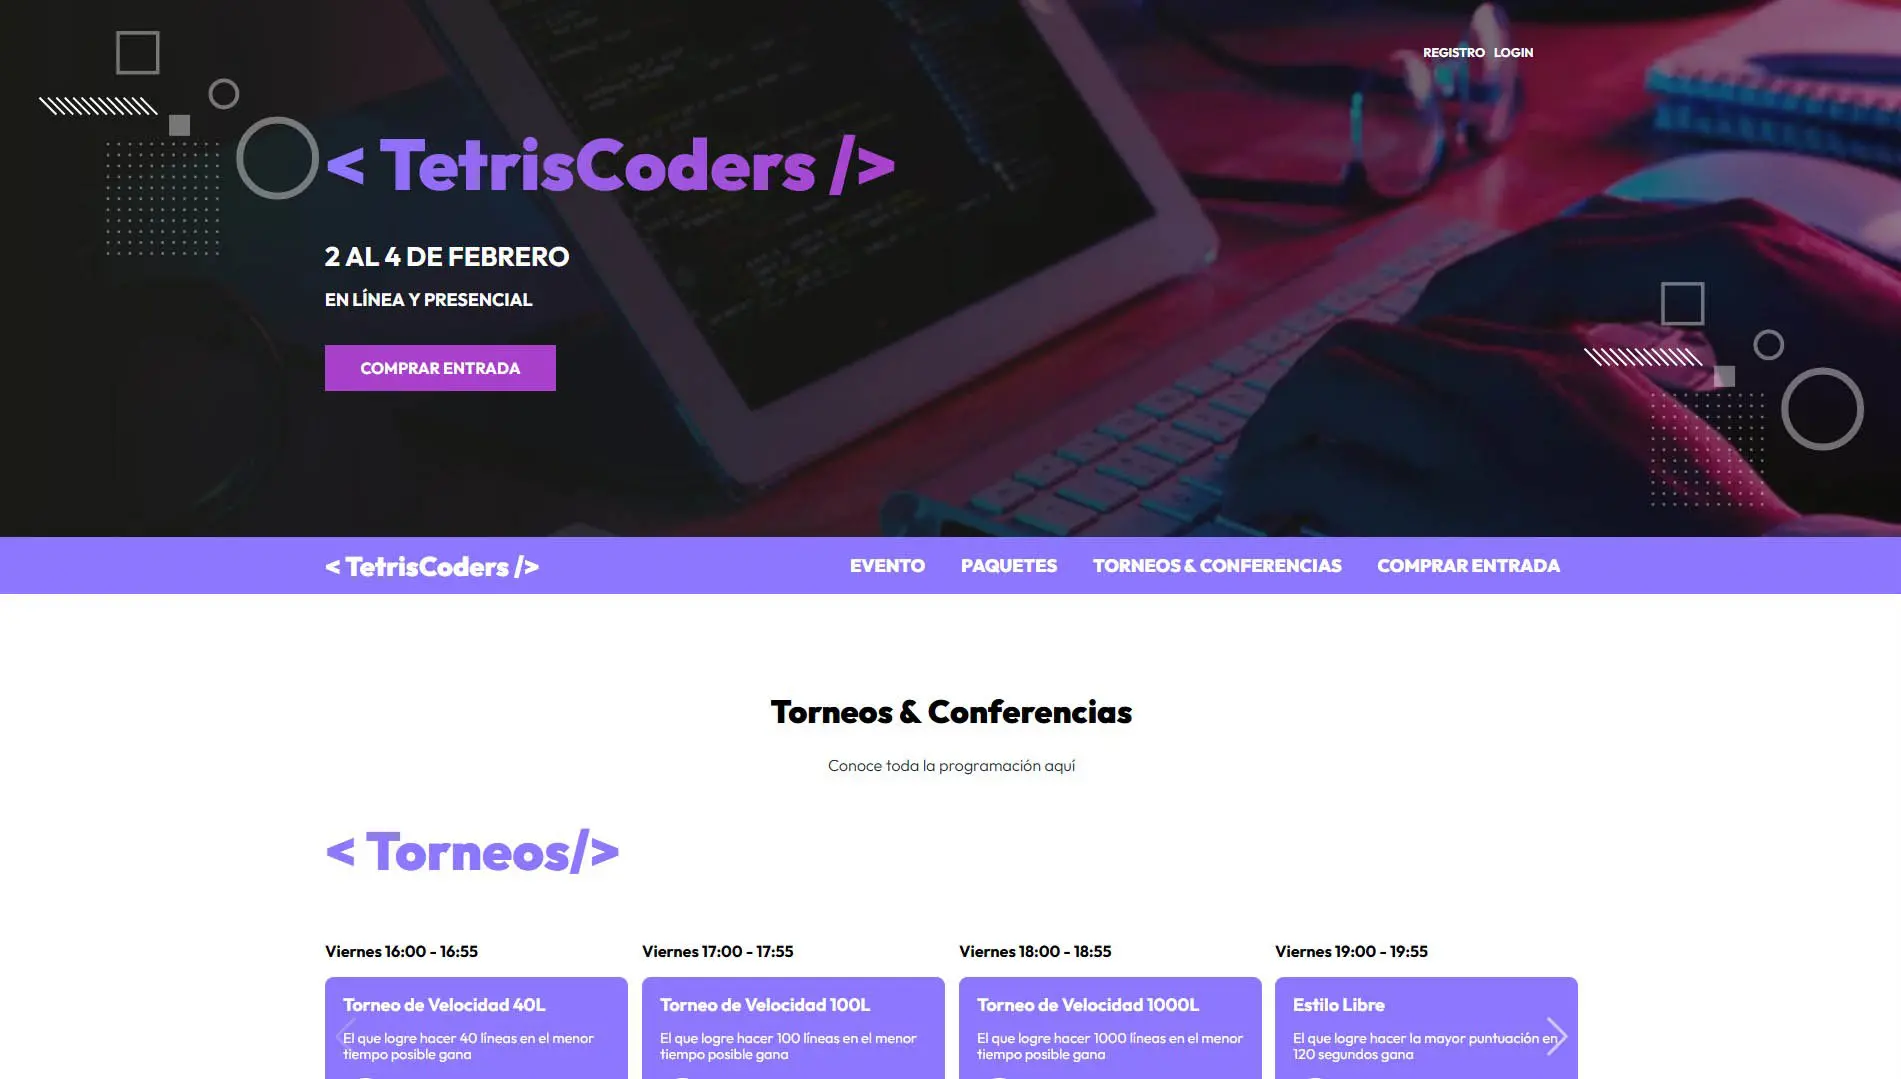 REGISTRO LOGIN
< TetrisCoders />
2 AL 4 DE FEBRERO
EN LÍNEA Y PRESENCIAL
COMPRAR ENTRADA
< TetrisCoders /> EVENTO PAQUETES TORNEOS & CONFERENCIAS COMPRAR ENTRADA
Torneos & Conferencias
Conoce toda la programación aquí
< Torneos/>
Viernes 16:00 - 16:55
Torneo de Velocidad 40L
El que logre hacer 40 líneas en el menor
tiempo posible gana
Viernes 17:00 - 17:55
Torneo de Velocidad 100L
El que logre hacer 100 líneas en el menor
tiempo posible gana
Viernes 18:00 - 18:55
Torneo de Velocidad 1000L
El que logre hacer 1000 líneas en el menor
tiempo posible gana
Viernes 19:00 - 19:55
Estilo Libre
El que logre hacer la mayor puntuación en
120 segundos gana